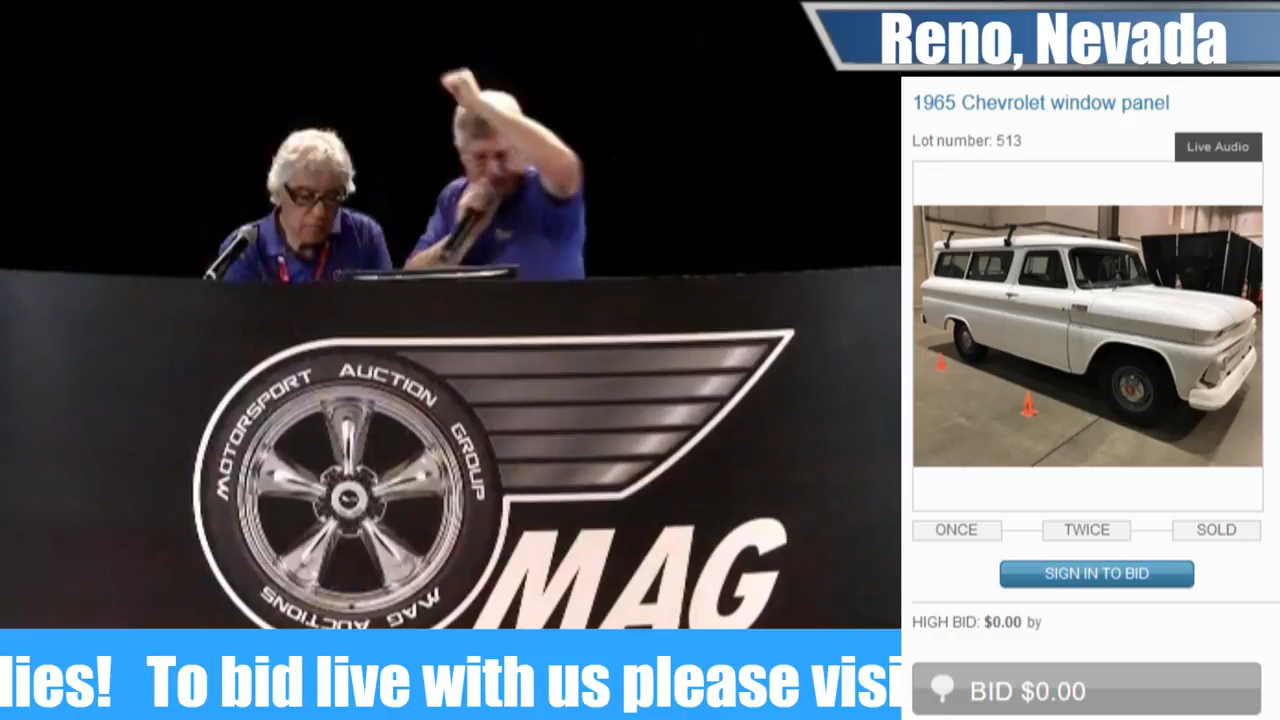 Reno, Nevada
1965 Chevrolet window panel
Lot number: 513
Live Audio
MOTORSPORT AUCTION GROUP
MAG AUCTIONS
MAG
ONCE
TWICE
SOLD
SIGN IN TO BID
HIGH BID: $0.00 by
BID $0.00
lies! To bid live with us please visi